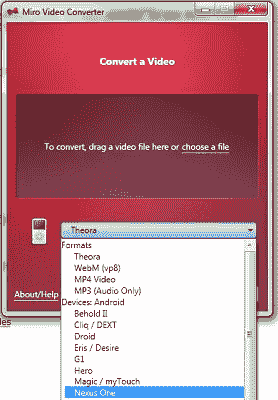 Miro Video Converter
Convert a Video
To convert, drag a video file here or choose a file
Theora
Formats
Theora
WebM (vp8)
MP4 Video
MP3 (Audio Only)
Devices: Android
Behold II
Cliq / DEXT
Droid
Eris / Desire
G1
Hero
Magic / myTouch
Nexus One
About/Help
des